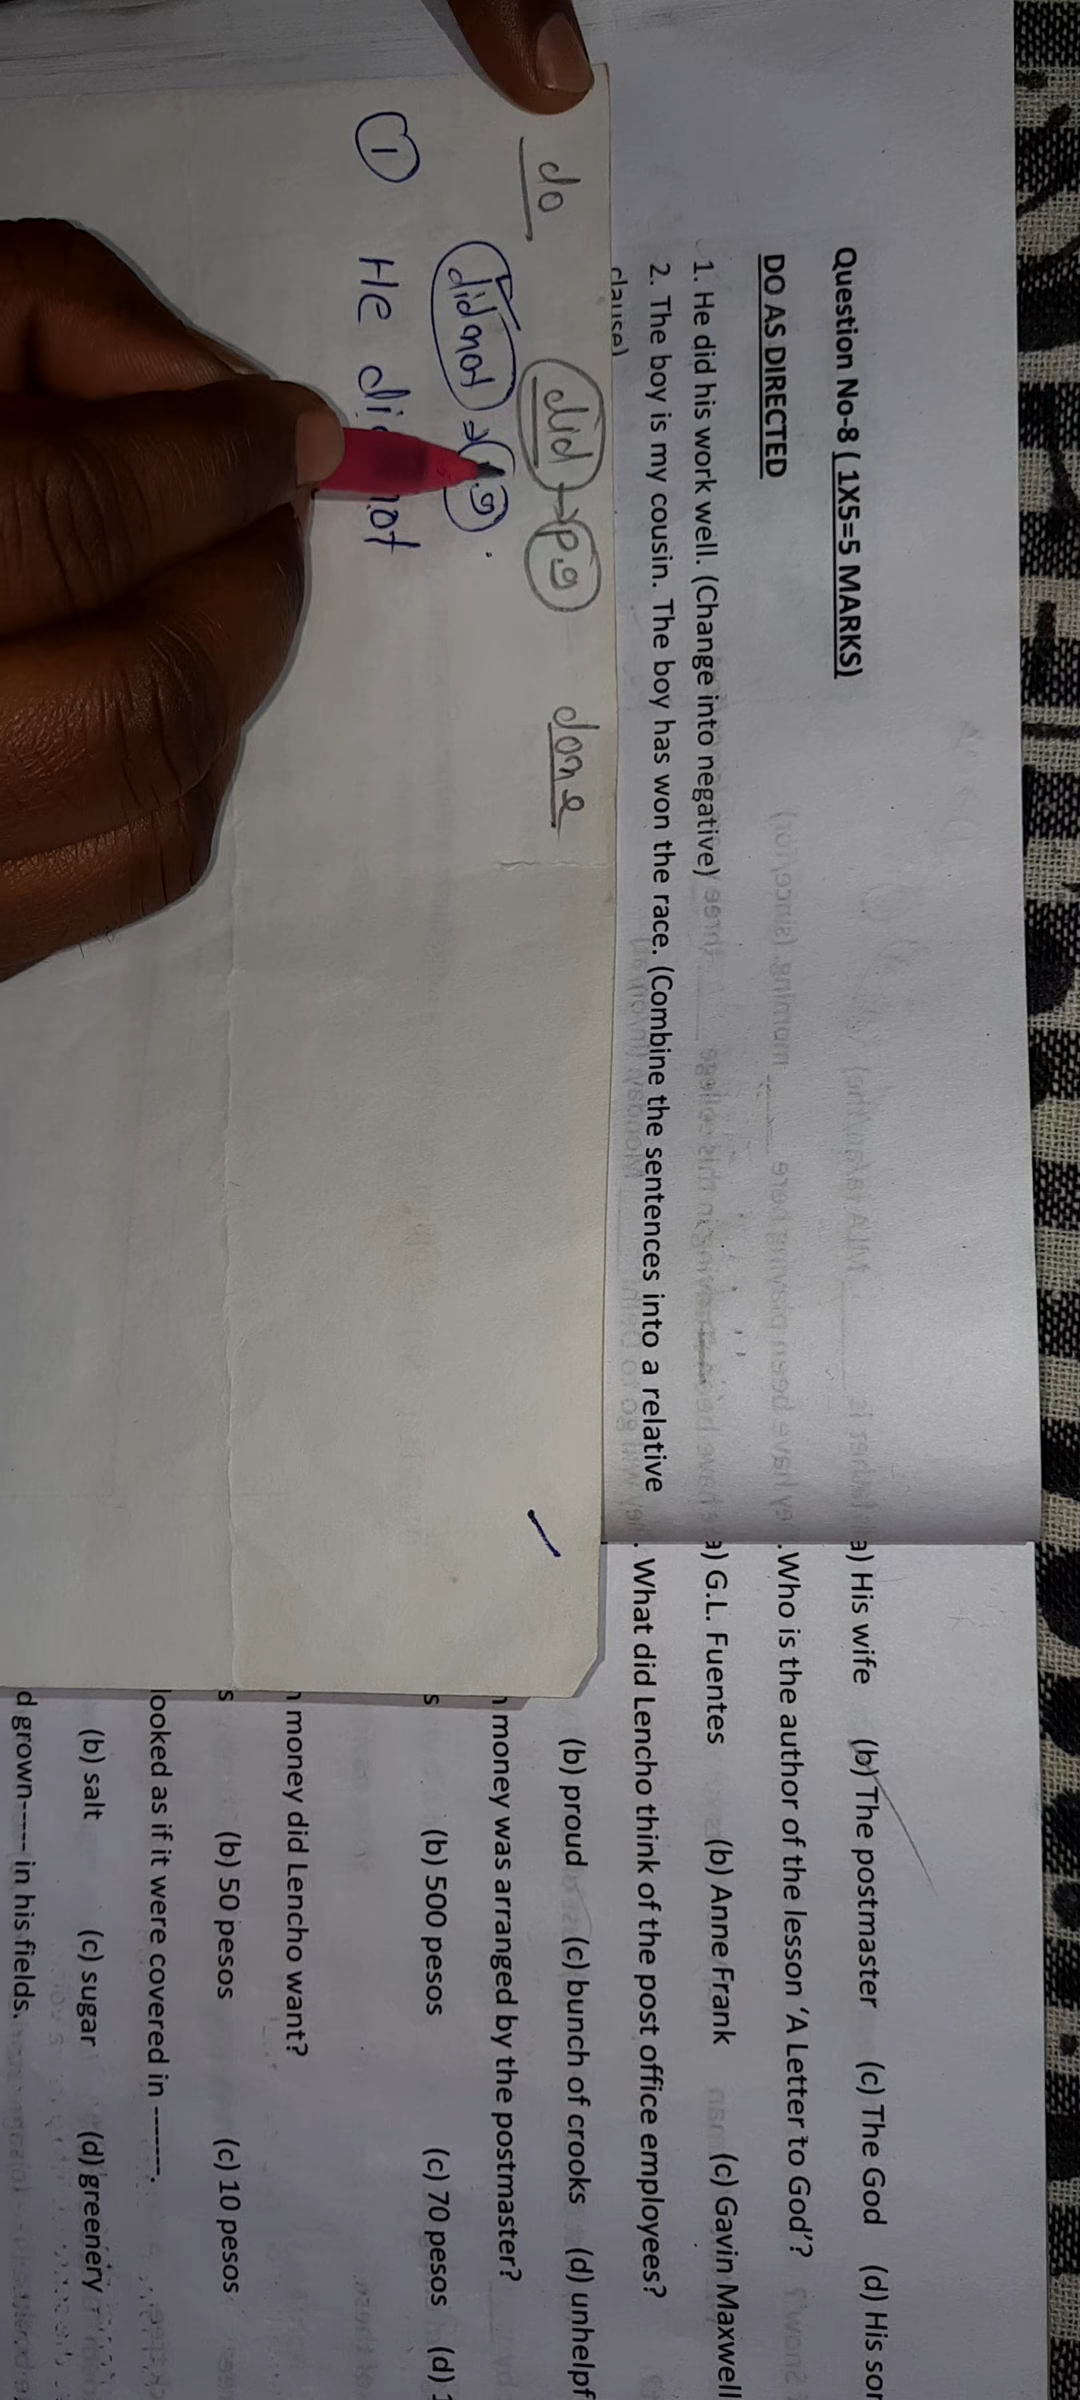 Question No-8 ( 1X5=5 MARKS)
DO AS DIRECTED
1. He did his work well. (Change into negative)
2. The boy is my cousin. The boy has won the race. (Combine the sentences into a relative
clause)
do did → p.g done
did not →
① He not
a) His wife (b) The postmaster (c) The God (d) His son
.Who is the author of the lesson ‘A Letter to God’?
a) G.L. Fuentes (b) Anne Frank (c) Gavin Maxwell
. What did Lencho think of the post office employees?
(b) proud (c) bunch of crooks (d) unhelpf
money was arranged by the postmaster?
s (b) 500 pesos (c) 70 pesos (d)
money did Lencho want?
s (b) 50 pesos (c) 10 pesos
looked as if it were covered in -------.
(b) salt (c) sugar (d) greenery
d grown----- in his fields.